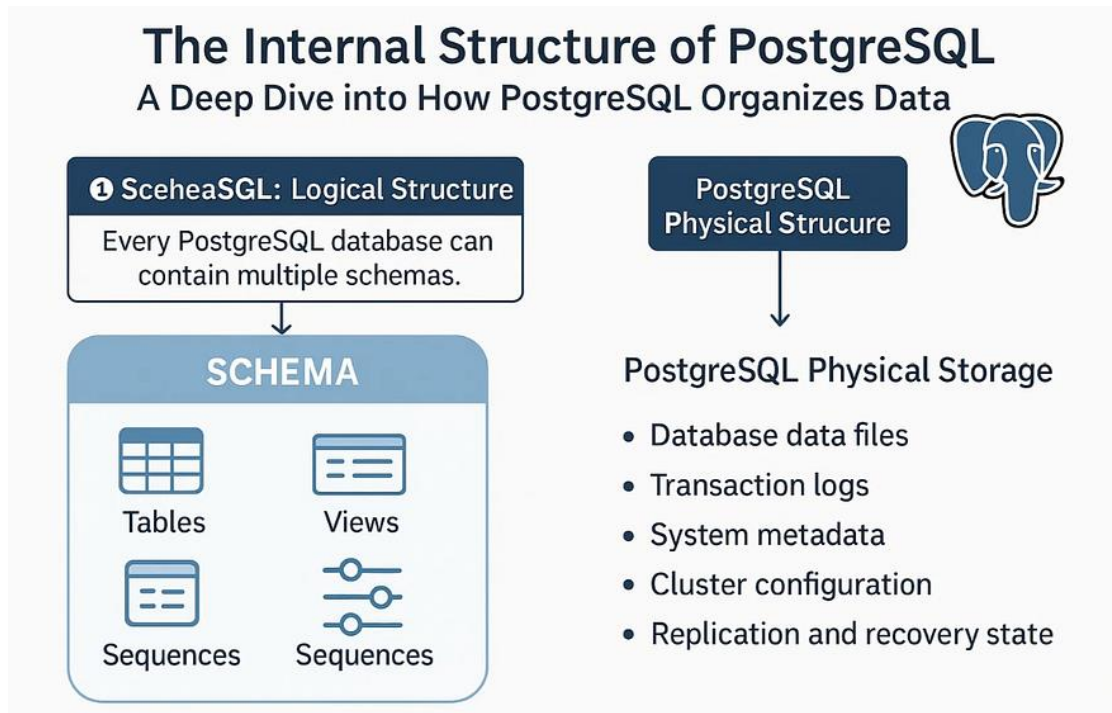 The Internal Structure of PostgreSQL
A Deep Dive into How PostgreSQL Organizes Data
❶ SceheaSGL: Logical Structure
Every PostgreSQL database can
contain multiple schemas.
SCHEMA
Tables
Views
Sequences
Sequences
PostgreSQL
Physical Strucure
PostgreSQL Physical Storage
• Database data files
• Transaction logs
• System metadata
• Cluster configuration
• Replication and recovery state